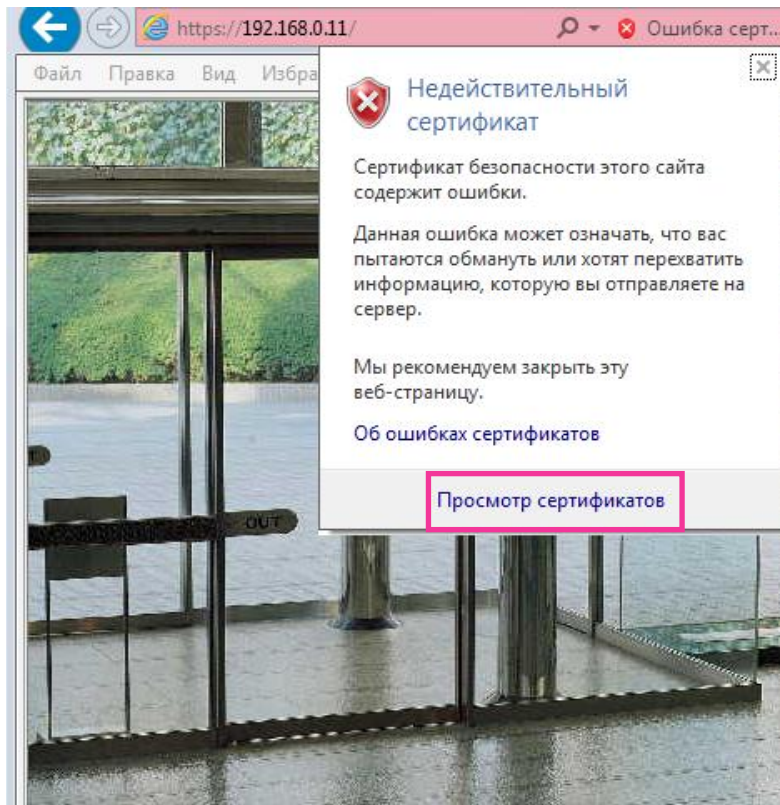 https://192.168.0.11/
Ошибка серт...
Файл Правка Вид Избра
Недействительный
сертификат
Сертификат безопасности этого сайта
содержит ошибки.
Данная ошибка может означать, что вас
пытаются обмануть или хотят перехватить
информацию, которую вы отправляете на
сервер.
Мы рекомендуем закрыть эту
веб-страницу.
Об ошибках сертификатов
Просмотр сертификатов
OUT